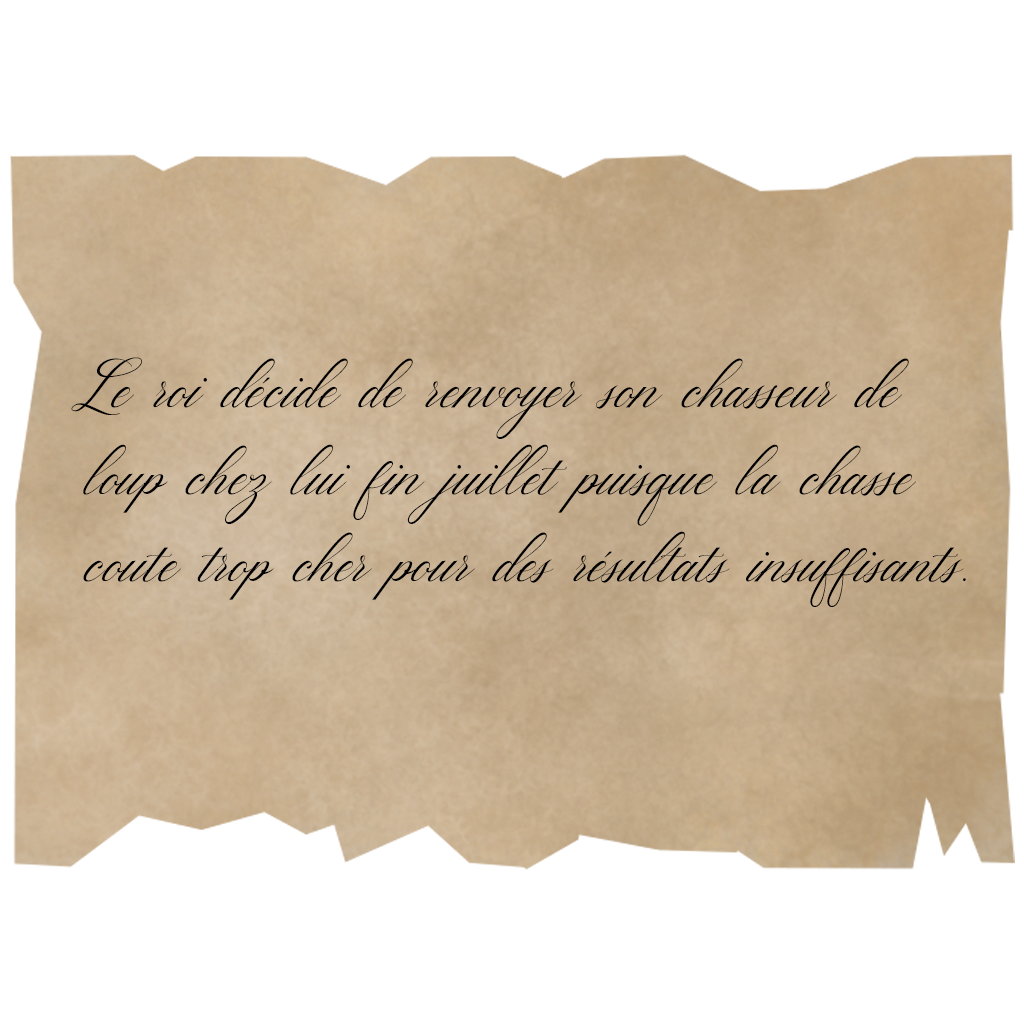 Le roi décide de renvoyer son chasseur de
loup chez lui fin juillet puisque la chasse
coute trop cher pour des résultats insuffisants.